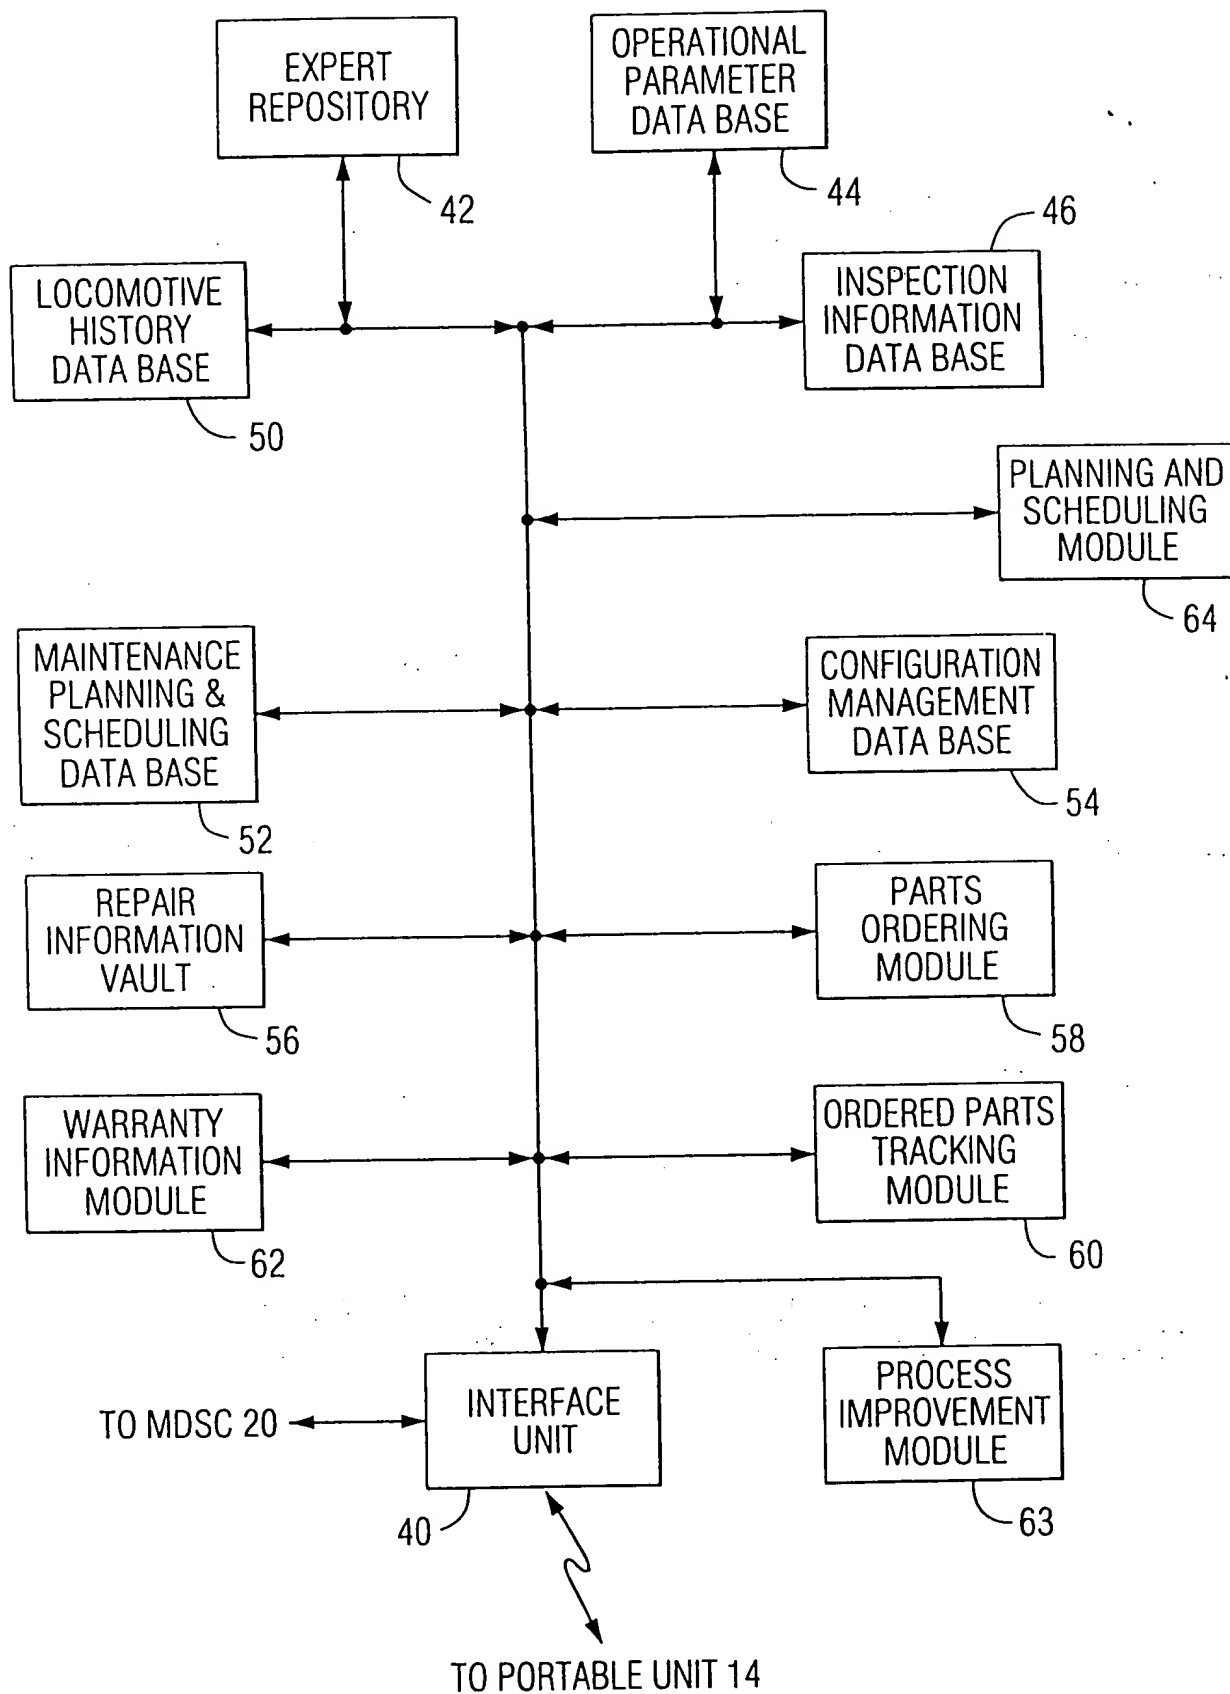 EXPERT
REPOSITORY
42
OPERATIONAL
PARAMETER
DATA BASE
44
46
LOCOMOTIVE
HISTORY
DATA BASE
50
INSPECTION
INFORMATION
DATA BASE
PLANNING AND
SCHEDULING
MODULE
64
MAINTENANCE
PLANNING &
SCHEDULING
DATA BASE
52
CONFIGURATION
MANAGEMENT
DATA BASE
54
REPAIR
INFORMATION
VAULT
56
PARTS
ORDERING
MODULE
58
WARRANTY
INFORMATION
MODULE
62
ORDERED PARTS
TRACKING
MODULE
60
TO MDSC 20
INTERFACE
UNIT
40
PROCESS
IMPROVEMENT
MODULE
63
TO PORTABLE UNIT 14